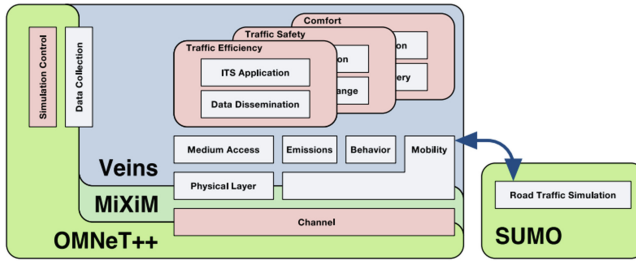 Comfort
Traffic Safety
Traffic Efficiency
ITS Application
Data Dissemination
Simulation Control
Data Collection
Medium Access
Emissions
Behavior
Mobility
Veins
Physical Layer
MiXiM
Channel
OMNeT++
Road Traffic Simulation
SUMO